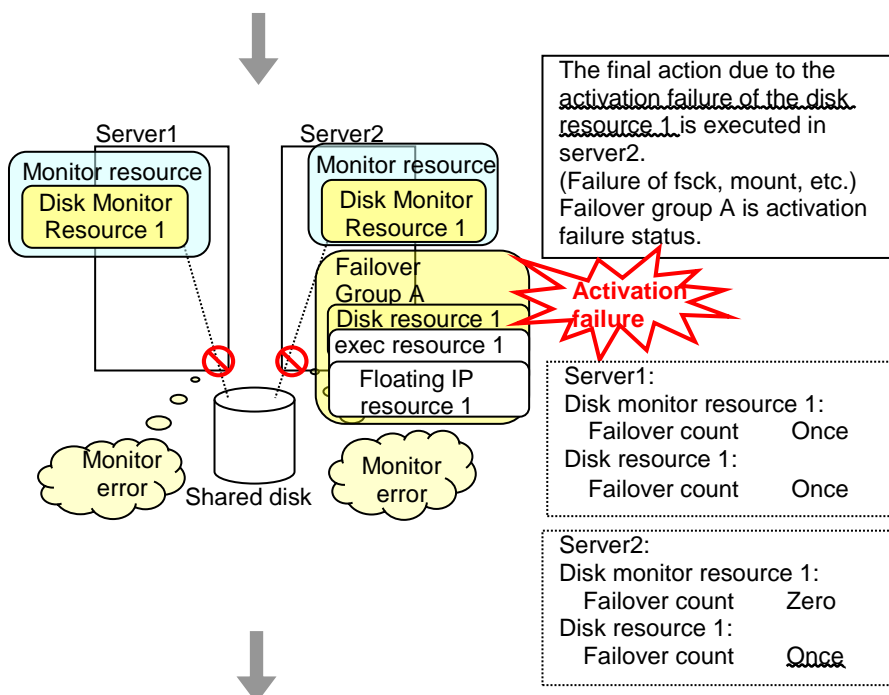 The final action due to the
activation failure of the disk
resource 1 is executed in
server2.
(Failure of fsck, mount, etc.)
Failover group A is activation
failure status.
Server1
Monitor resource
Disk Monitor
Resource 1
Server2
Monitor resource
Disk Monitor
Resource 1
Failover
Group A
Disk resource 1
exec resource 1
Floating IP
resource 1
Activation
failure
Monitor
error
Shared disk
Monitor
error
Server1:
Disk monitor resource 1:
Failover count Once
Disk resource 1:
Failover count Once
Server2:
Disk monitor resource 1:
Failover count Zero
Disk resource 1:
Failover count Once